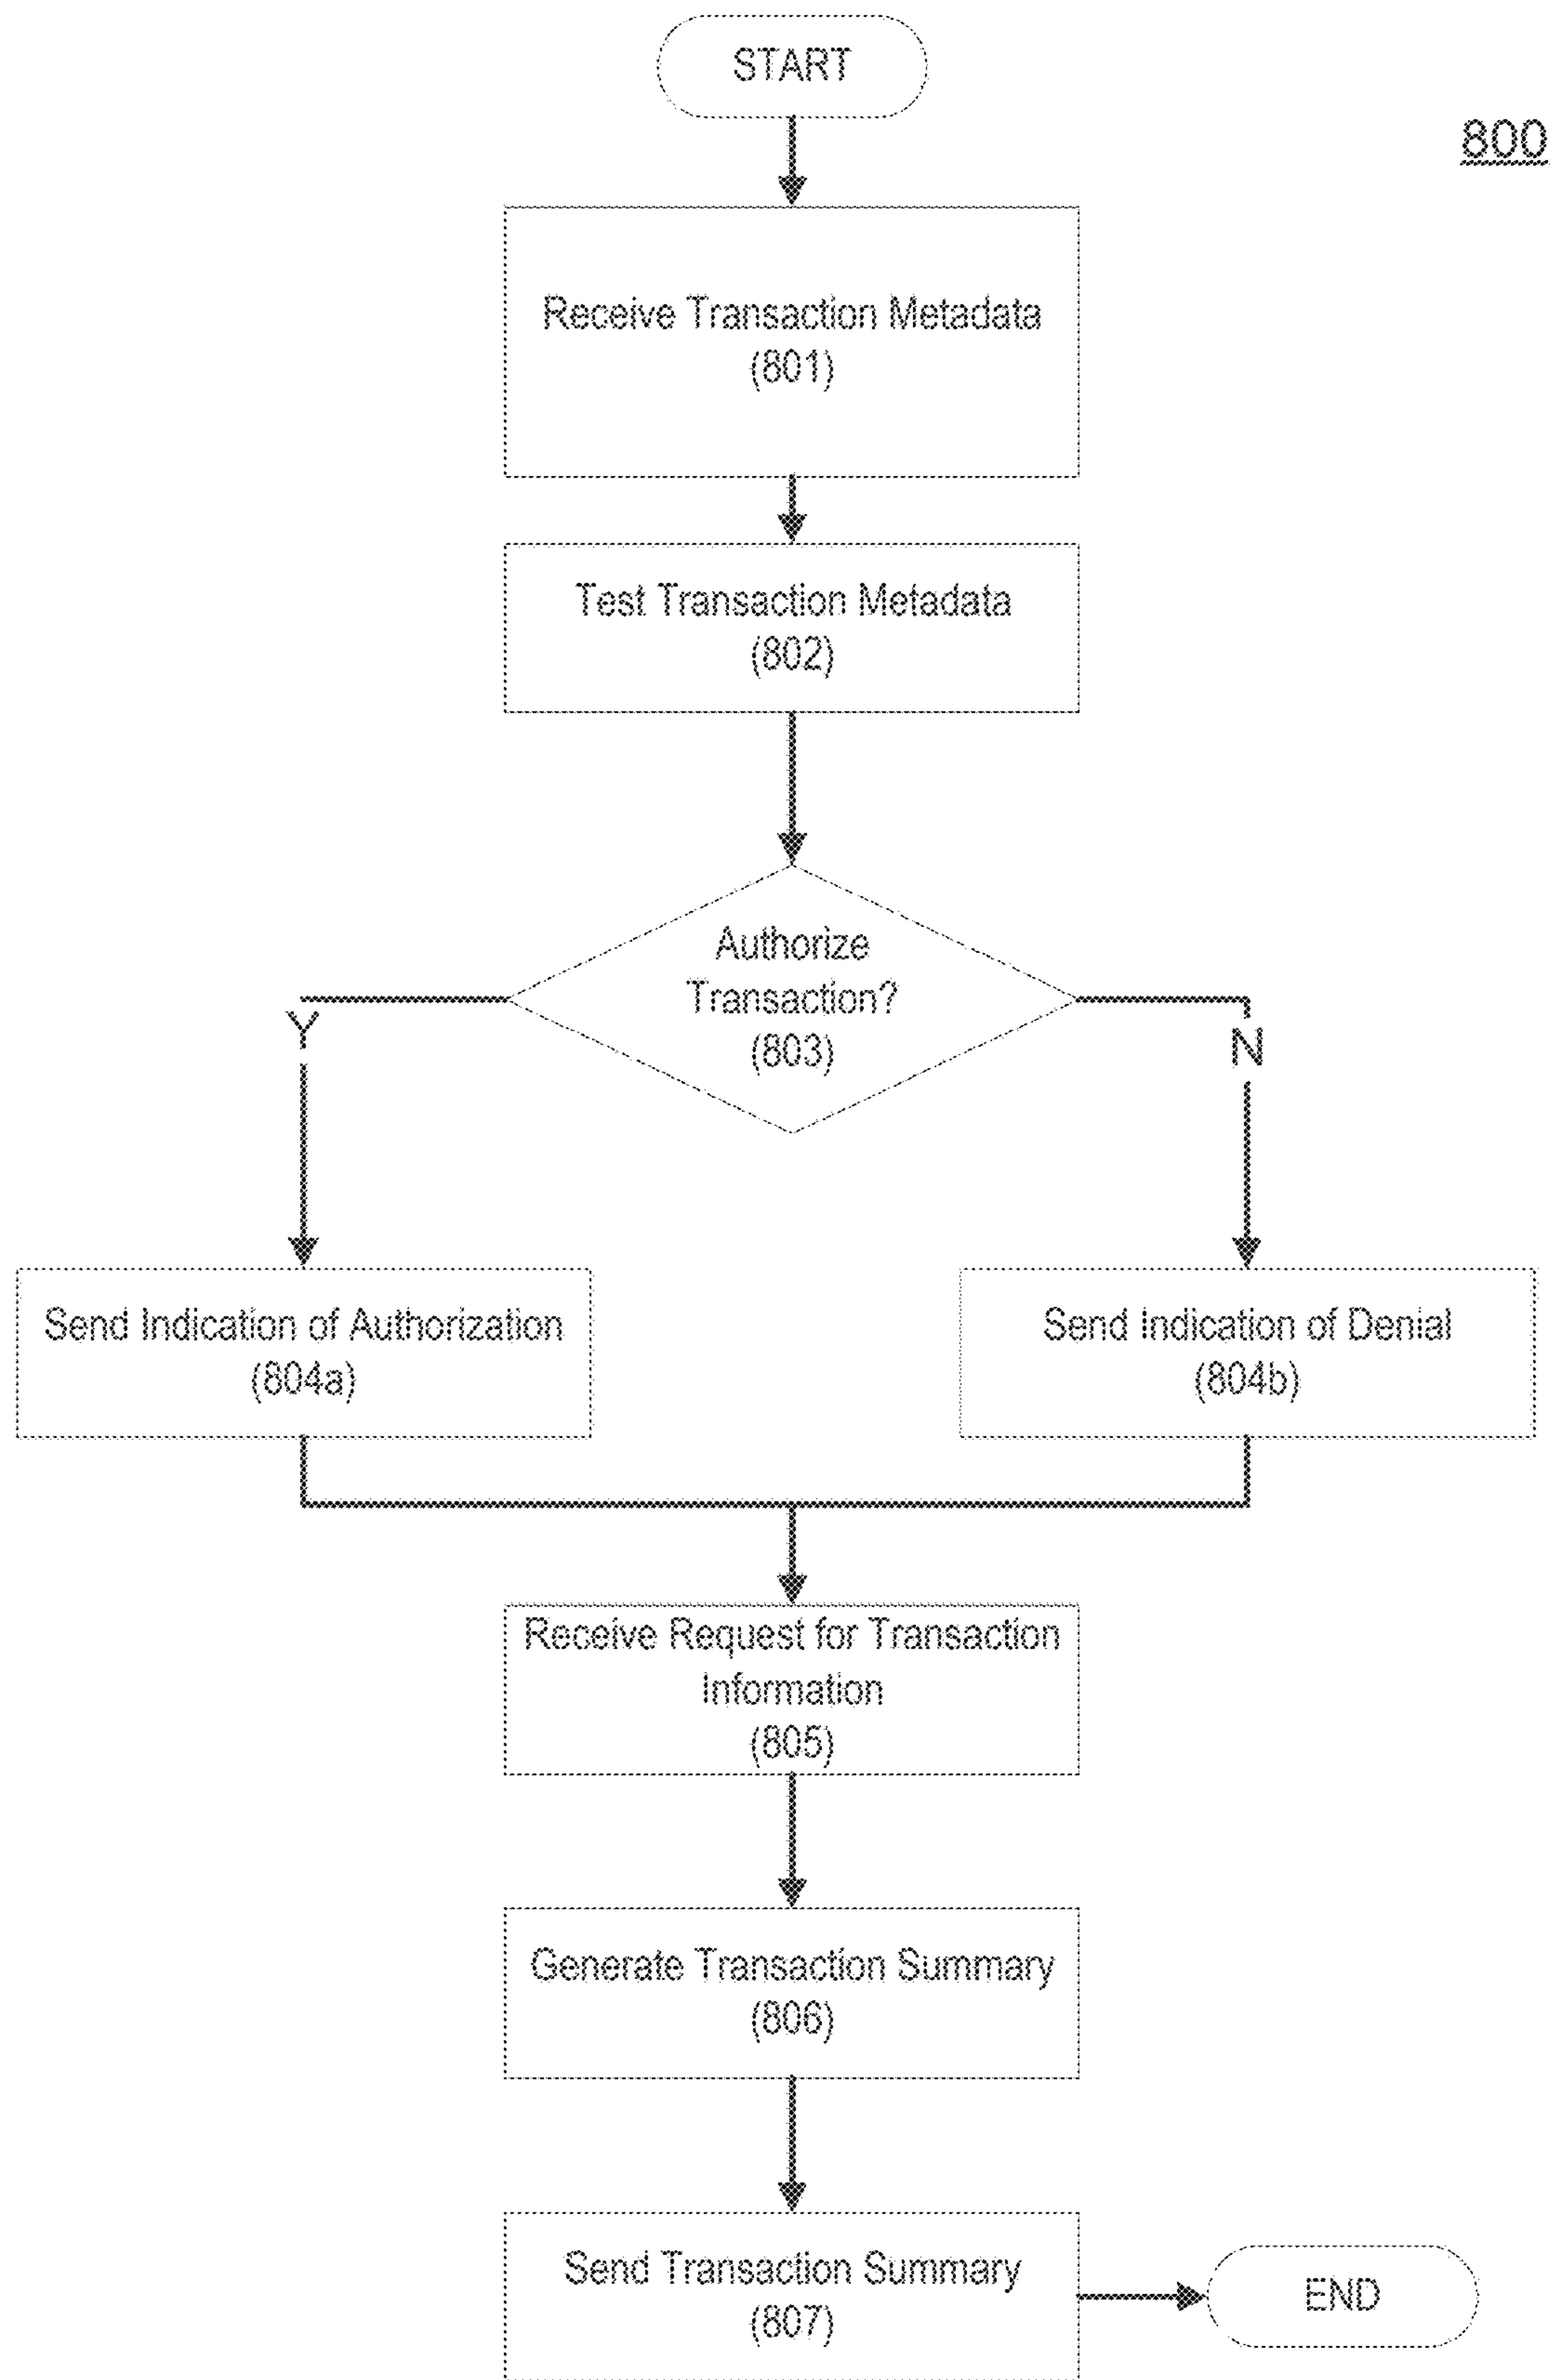 START
800
Receive Transaction Metadata
(801)
Test Transaction Metadata
(802)
Authorize
Transaction?
(803)
Y
N
Send Indication of Authorization
(804a)
Send Indication of Denial
(804b)
Receive Request for Transaction
Information
(805)
Generate Transaction Summary
(806)
Send Transaction Summary
(807)
END